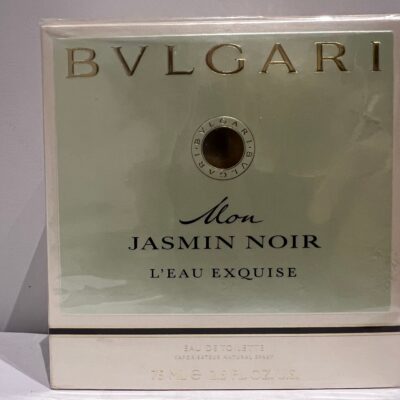 BVLGARI
BVLGARI · BVLGARI ·
Mon
JASMIN NOIR
L'EAU EXQUISE
EAU DE TOILETTE
VAPORISATEUR NATURAL SPRAY
75 ML ℮ 2.5 FL.OZ. U.S.